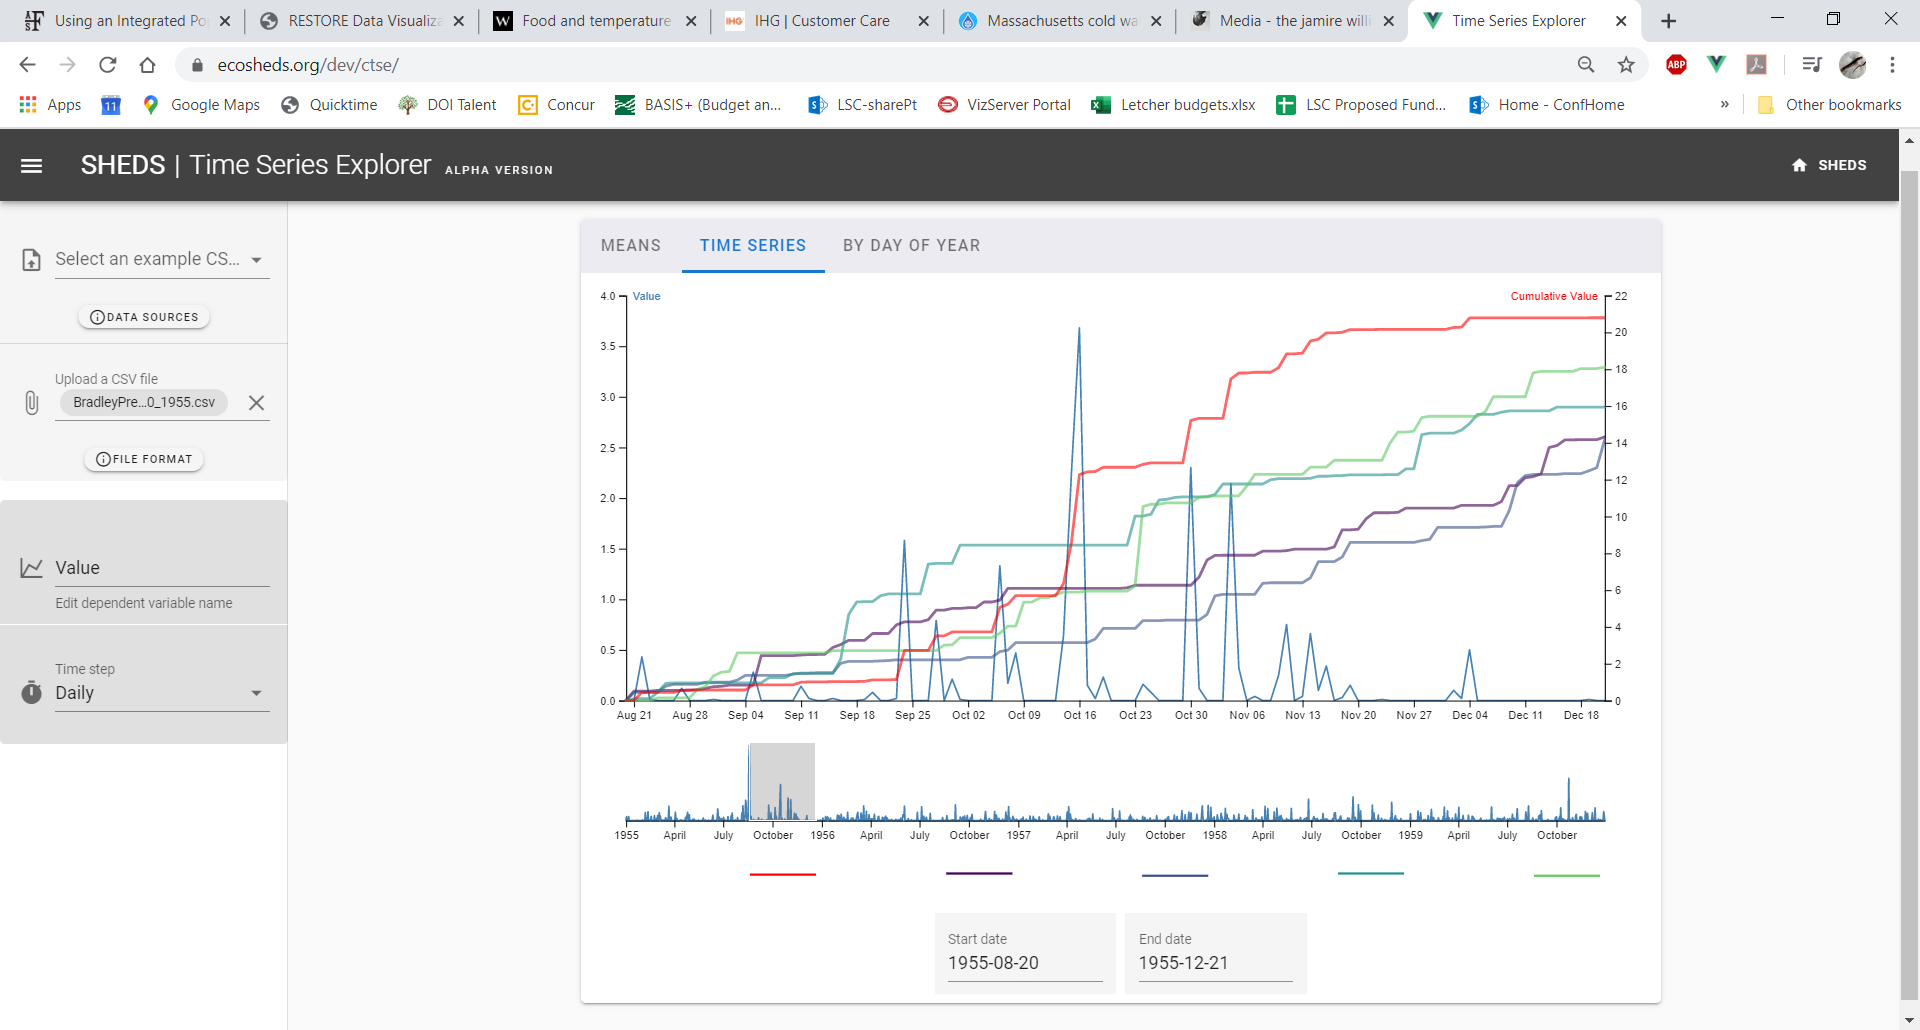 Using an Integrated Po
RESTORE Data Visualiza
Food and temperature
IHG | Customer Care
Massachusetts cold wa
Media - the jamire willi
Time Series Explorer
ecosheds.org/dev/ctse/
ABP
Apps
11
Google Maps
Quicktime
DOI Talent
Concur
BASIS+ (Budget an...
LSC-sharePt
VizServer Portal
Letcher budgets.xlsx
LSC Proposed Fund...
Home - ConfHome
»
Other bookmarks
SHEDS | Time Series Explorer ALPHA VERSION
SHEDS
Select an example CS...
DATA SOURCES
Upload a CSV file
BradleyPre...0_1955.csv
FILE FORMAT
Value
Edit dependent variable name
Time step
Daily
MEANS TIME SERIES BY DAY OF YEAR
4.0 Value Cumulative Value 22
20
3.5
18
3.0
16
2.5 14
12
2.0
10
1.5
8
1.0 6
4
0.5
2
0.0 0
Aug 21 Aug 28 Sep 04 Sep 11 Sep 18 Sep 25 Oct 02 Oct 09 Oct 16 Oct 23 Oct 30 Nov 06 Nov 13 Nov 20 Nov 27 Dec 04 Dec 11 Dec 18
1955 April July October 1956 April July October 1957 April July October 1958 April July October 1959 April July October
Start date
1955-08-20
End date
1955-12-21